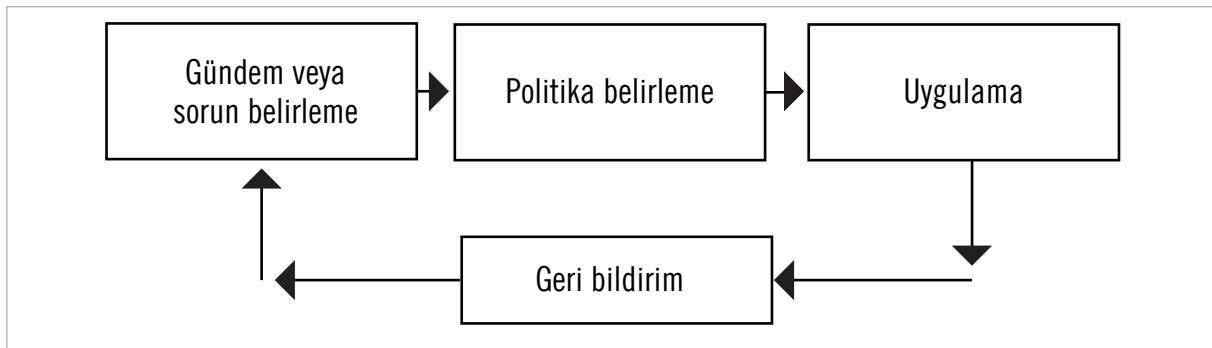 Gündem veya
sorun belirleme
Politika belirleme
Uygulama
Geri bildirim